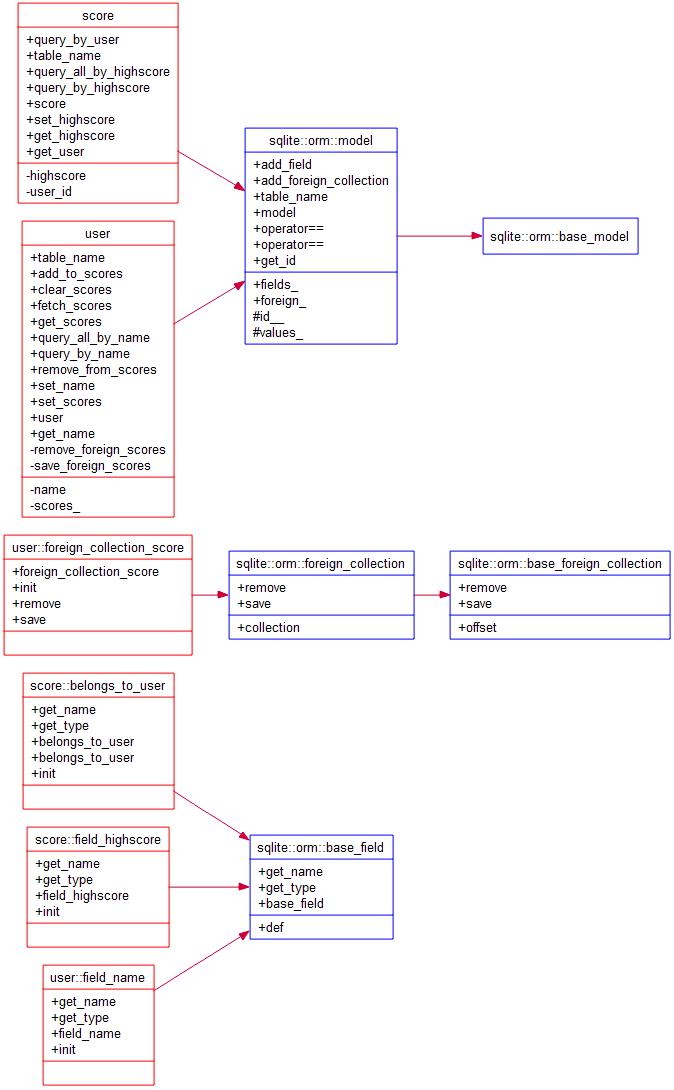 score
+query_by_user
+table_name
+query_all_by_highscore
+query_by_highscore
+score
+set_highscore
+get_highscore
+get_user
-highscore
-user_id
sqlite::orm::model
+add_field
+add_foreign_collection
+table_name
+model
+operator==
+operator==
+get_id
+fields_
+foreign_
#id__
#values_
sqlite::orm::base_model
user
+table_name
+add_to_scores
+clear_scores
+fetch_scores
+get_scores
+query_all_by_name
+query_by_name
+remove_from_scores
+set_name
+set_scores
+user
+get_name
-remove_foreign_scores
-save_foreign_scores
-name
-scores_
user::foreign_collection_score
+foreign_collection_score
+init
+remove
+save
sqlite::orm::foreign_collection
+remove
+save
+collection
sqlite::orm::base_foreign_collection
+remove
+save
+offset
score::belongs_to_user
+get_name
+get_type
+belongs_to_user
+belongs_to_user
+init
score::field_highscore
+get_name
+get_type
+field_highscore
+init
sqlite::orm::base_field
+get_name
+get_type
+base_field
+def
user::field_name
+get_name
+get_type
+field_name
+init